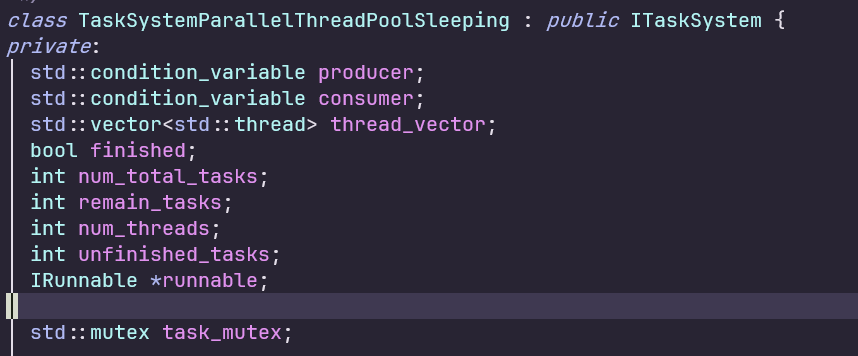 class TaskSystemParallelThreadPoolSleeping : public ITaskSystem {
private:
std::condition_variable producer;
std::condition_variable consumer;
std::vector<std::thread> thread_vector;
bool finished;
int num_total_tasks;
int remain_tasks;
int num_threads;
int unfinished_tasks;
IRunnable *runnable;
std::mutex task_mutex;